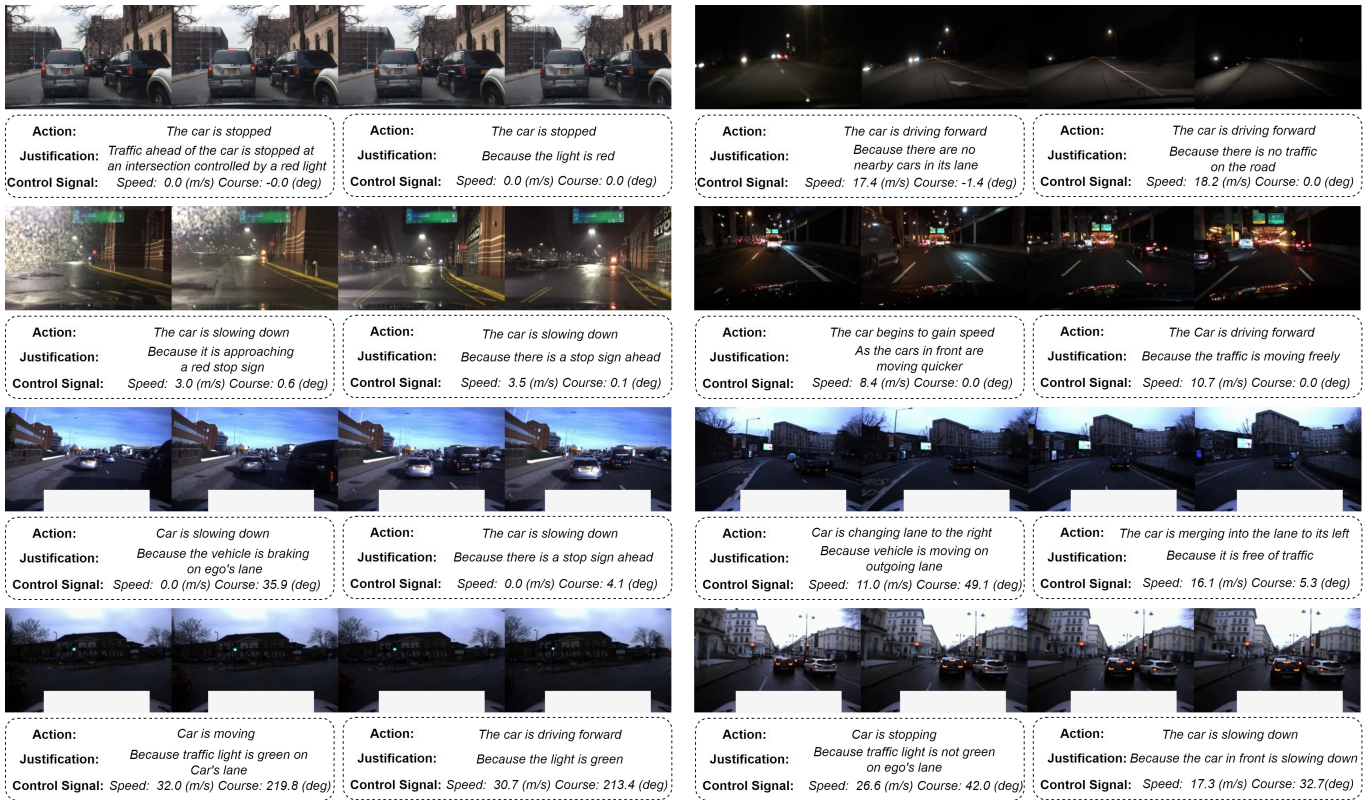 Action: The car is stopped
Justification: Traffic ahead of the car is stopped at
an intersection controlled by a red light
Control Signal: Speed: 0.0 (m/s) Course: -0.0 (deg)
Action: The car is stopped
Justification: Because the light is red
Control Signal: Speed: 0.0 (m/s) Course: 0.0 (deg)
Action: The car is driving forward
Justification: Because there are no
nearby cars in its lane
Control Signal: Speed: 17.4 (m/s) Course: -1.4 (deg)
Action: The car is driving forward
Justification: Because there is no traffic
on the road
Control Signal: Speed: 18.2 (m/s) Course: 0.0 (deg)
Action: The car is slowing down
Justification: Because it is approaching
a red stop sign
Control Signal: Speed: 3.0 (m/s) Course: 0.6 (deg)
Action: The car is slowing down
Justification: Because there is a stop sign ahead
Control Signal: Speed: 3.5 (m/s) Course: 0.1 (deg)
Action: The car begins to gain speed
Justification: As the cars in front are
moving quicker
Control Signal: Speed: 8.4 (m/s) Course: 0.0 (deg)
Action: The Car is driving forward
Justification: Because the traffic is moving freely
Control Signal: Speed: 10.7 (m/s) Course: 0.0 (deg)
Action: Car is slowing down
Justification: Because the vehicle is braking
on ego's lane
Control Signal: Speed: 0.0 (m/s) Course: 35.9 (deg)
Action: The car is slowing down
Justification: Because there is a stop sign ahead
Control Signal: Speed: 0.0 (m/s) Course: 4.1 (deg)
Action: Car is changing lane to the right
Justification: Because vehicle is moving on
outgoing lane
Control Signal: Speed: 11.0 (m/s) Course: 49.1 (deg)
Action: The car is merging into the lane to its left
Justification: Because it is free of traffic
Control Signal: Speed: 16.1 (m/s) Course: 5.3 (deg)
Action: Car is moving
Justification: Because traffic light is green on
Car's lane
Control Signal: Speed: 32.0 (m/s) Course: 219.8 (deg)
Action: The car is driving forward
Justification: Because the light is green
Control Signal: Speed: 30.7 (m/s) Course: 213.4 (deg)
Action: Car is stopping
Justification: Because traffic light is not green
on ego's lane
Control Signal: Speed: 26.6 (m/s) Course: 42.0 (deg)
Action: The car is slowing down
Justification: Because the car in front is slowing down
Control Signal: Speed: 17.3 (m/s) Course: 32.7(deg)